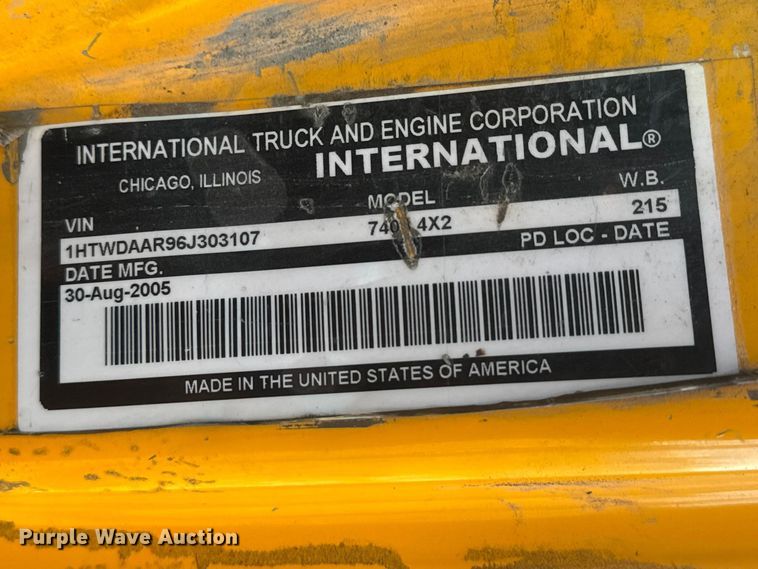 INTERNATIONAL TRUCK AND ENGINE CORPORATION
INTERNATIONAL®
CHICAGO, ILLINOIS
VIN MODEL W.B.
1HTWDAAR96J303107 4X2 215
DATE MFG. PD LOC - DATE
30-Aug-2005
MADE IN THE UNITED STATES OF AMERICA
Purple Wave Auction